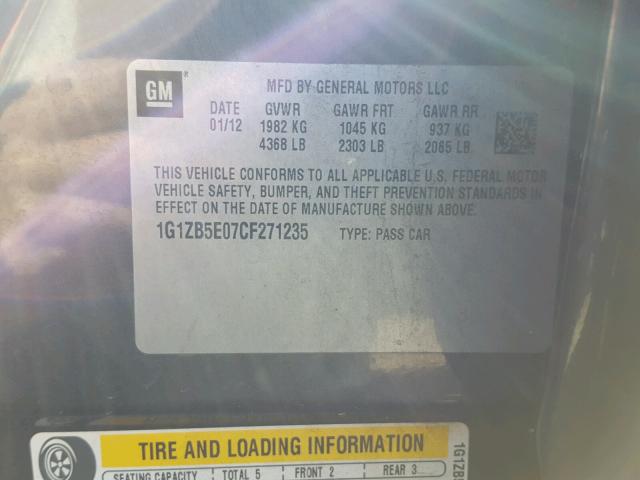 GM ®
MFD BY GENERAL MOTORS LLC
DATE GVWR GAWR FRT GAWR RR
01/12 1982 KG 1045 KG 937 KG
4368 LB 2303 LB 2065 LB
THIS VEHICLE CONFORMS TO ALL APPLICABLE U.S. FEDERAL MOTOR
VEHICLE SAFETY, BUMPER, AND THEFT PREVENTION STANDARDS IN
EFFECT ON THE DATE OF MANUFACTURE SHOWN ABOVE.
1G1ZB5E07CF271235 TYPE: PASS CAR
TIRE AND LOADING INFORMATION
SEATING CAPACITY TOTAL 5 FRONT 2 REAR 3
1G1ZB